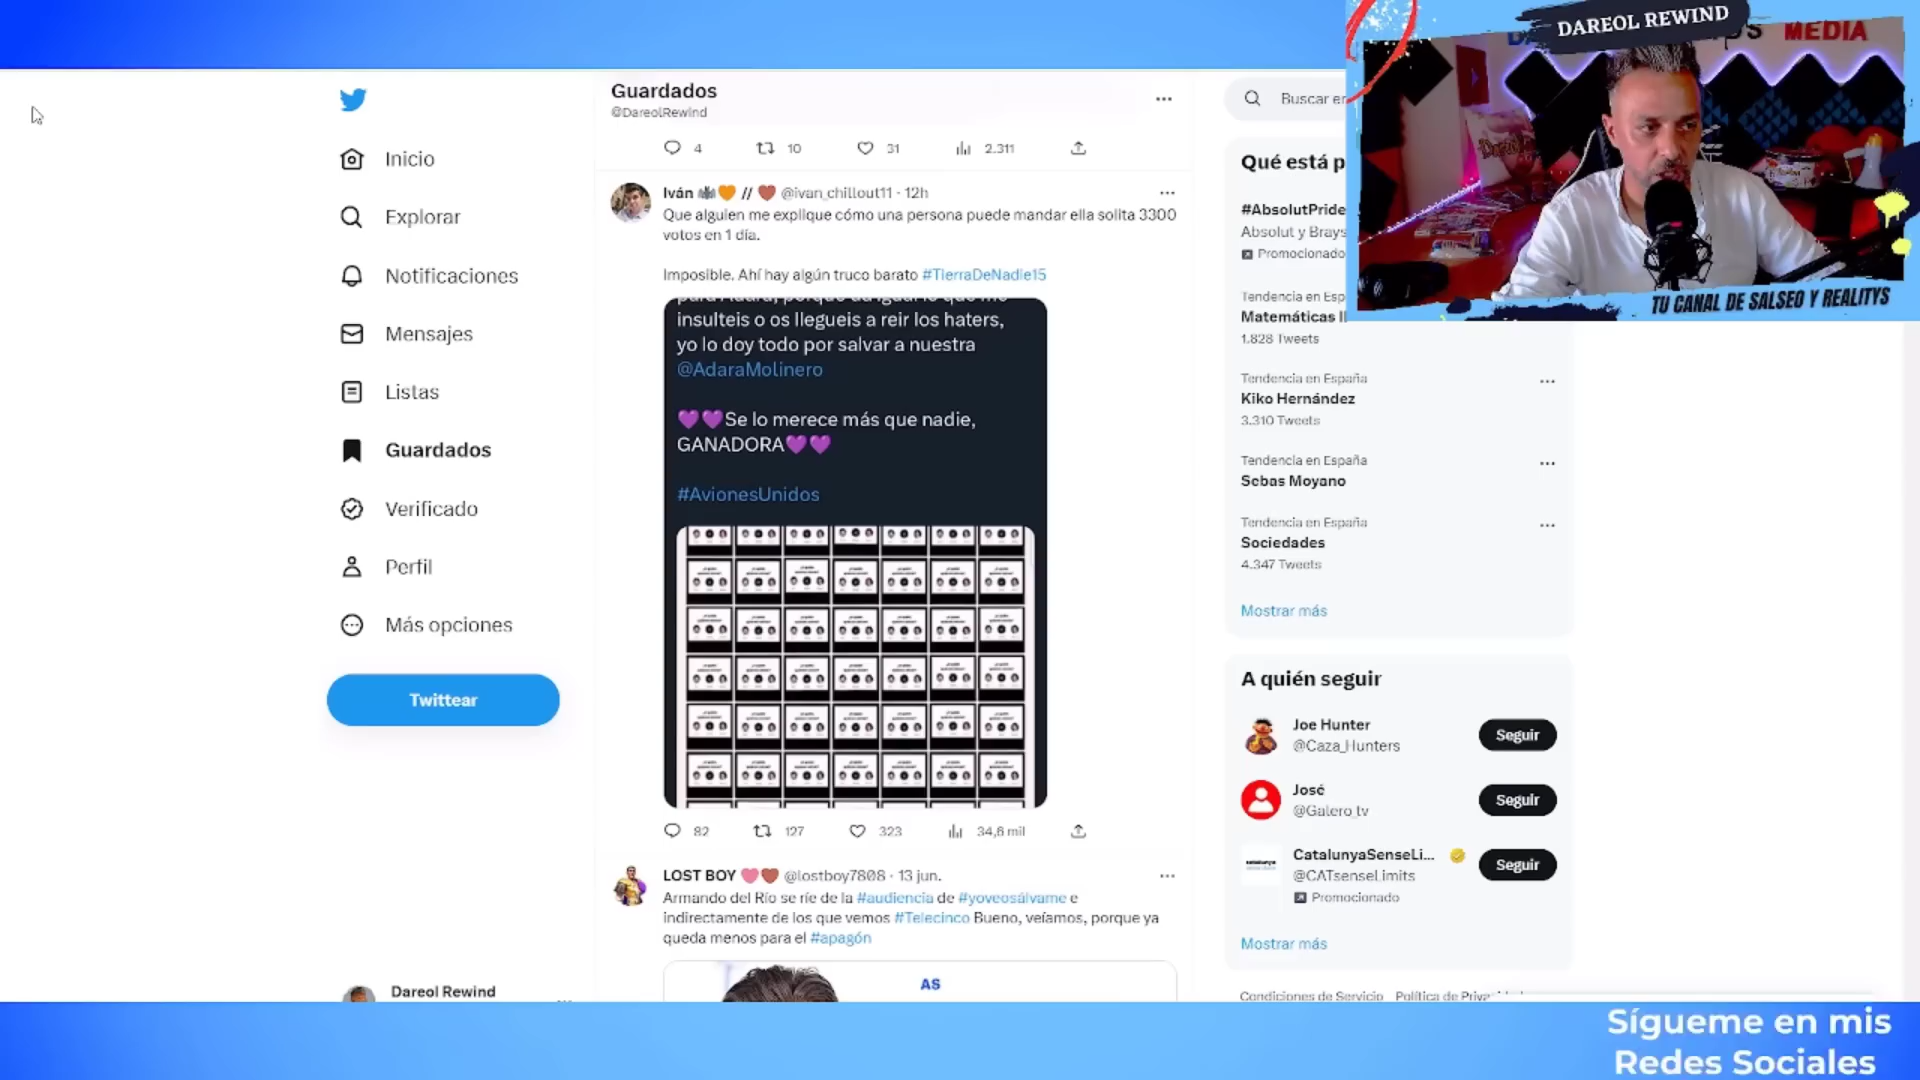 DAREOL REWIND
MEDIA
TU CANAL DE SALSEO Y REALITYS
Inicio
Explorar
Notificaciones
Mensajes
Listas
Guardados
Verificado
Perfil
Más opciones
Twittear
Dareol Rewind
Guardados
@DareolRewind
4 10 31 2.311
Iván // @ivan_chillout11 · 12h
Que alguien me explique cómo una persona puede mandar ella solita 3300
votos en 1 día.
Imposible. Ahí hay algún truco barato #TierraDeNadie15
insulteis o os llegueis a reir los haters,
yo lo doy todo por salvar a nuestra
@AdaraMolinero
💜💜Se lo merece más que nadie,
GANADORA💜💜
#AvionesUnidos
82 127 323 34,6 mil
LOST BOY @lostboy7808 · 13 jun.
Armando del Río se ríe de la #audiencia de #yoveosálvame e
indirectamente de los que vemos #Telecinco Bueno, veíamos, porque ya
queda menos para el #apagón
AS
Buscar en
Qué está p
#AbsolutPride
Absolut y Brays
Promocionado
Tendencia en Esp
Matemáticas II
1.828 Tweets
Tendencia en España
Kiko Hernández
3.310 Tweets
Tendencia en España
Sebas Moyano
Tendencia en España
Sociedades
4.347 Tweets
Mostrar más
A quién seguir
Joe Hunter
@Caza_Hunters
Seguir
José
@Galero_tv
Seguir
CatalunyaSenseLi...
@CATsenseLimits
Promocionado
Seguir
Mostrar más
Condiciones de Servicio Política de
Sígueme en mis
Redes Sociales